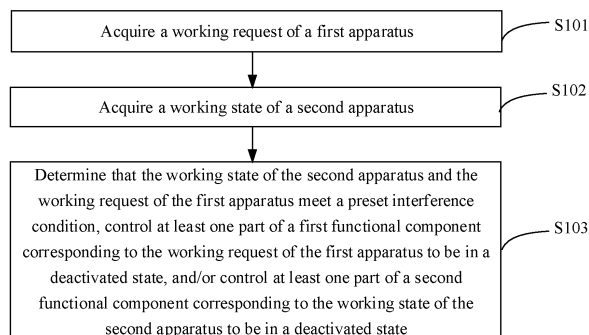 Acquire a working request of a first apparatus
S101
Acquire a working state of a second apparatus
S102
Determine that the working state of the second apparatus and the
working request of the first apparatus meet a preset interference
condition, control at least one part of a first functional component
corresponding to the working request of the first apparatus to be in a
deactivated state, and/or control at least one part of a second
functional component corresponding to the working state of the
second apparatus to be in a deactivated state
S103